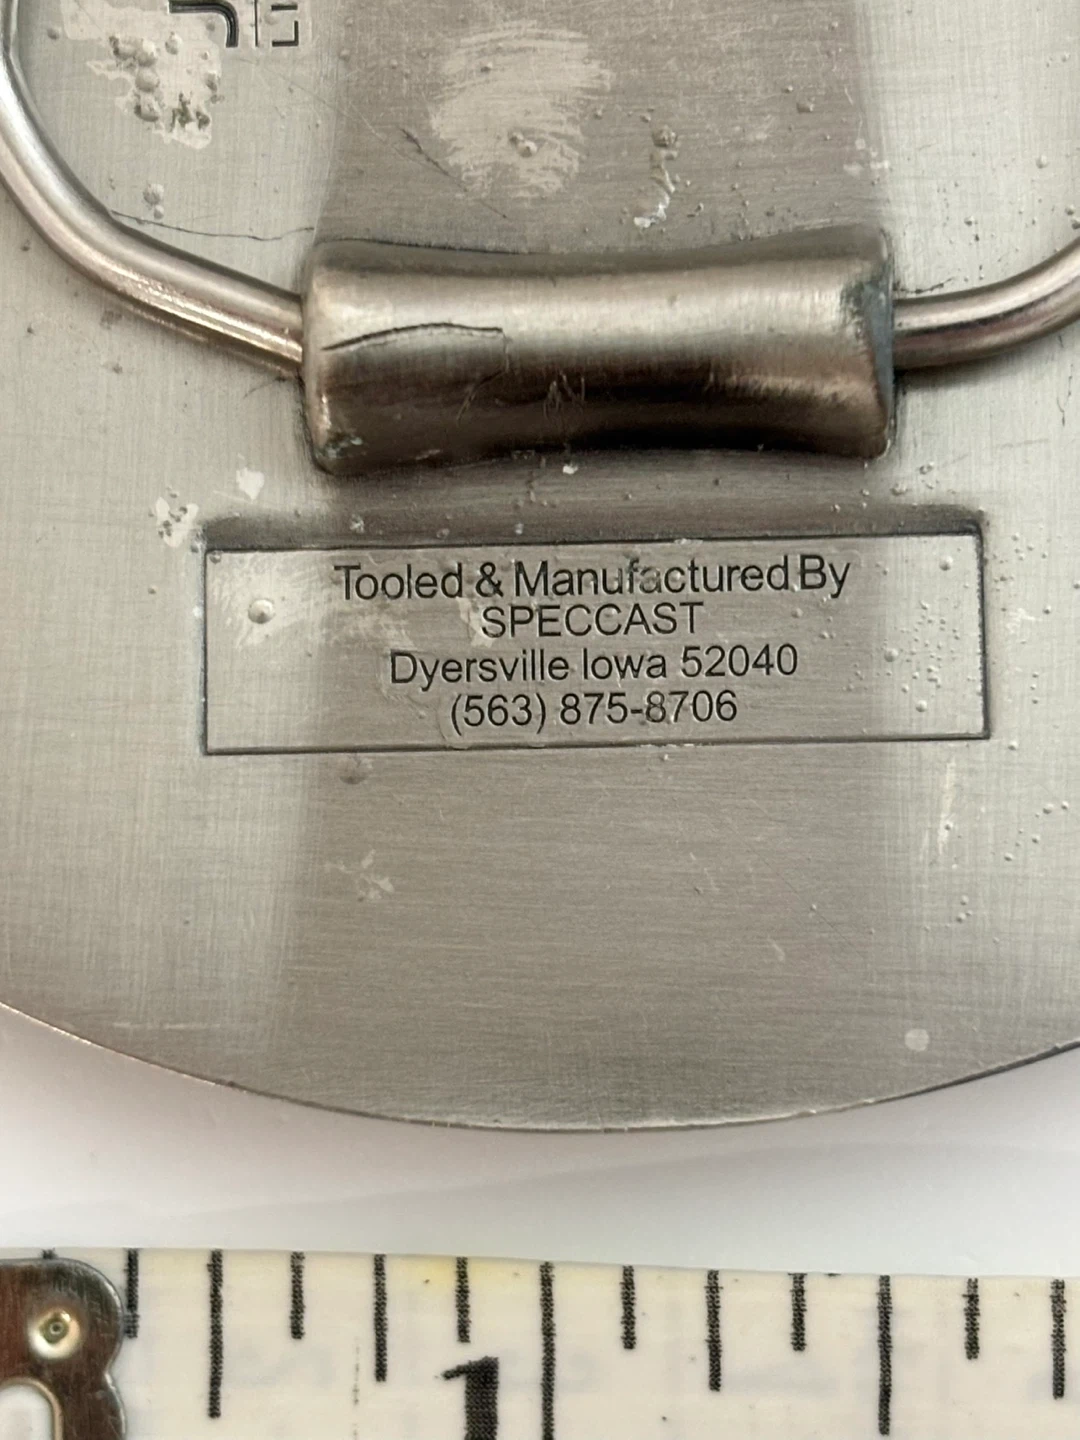 Tooled & Manufactured By
SPECCAST
Dyersville Iowa 52040
(563) 875-8706
1